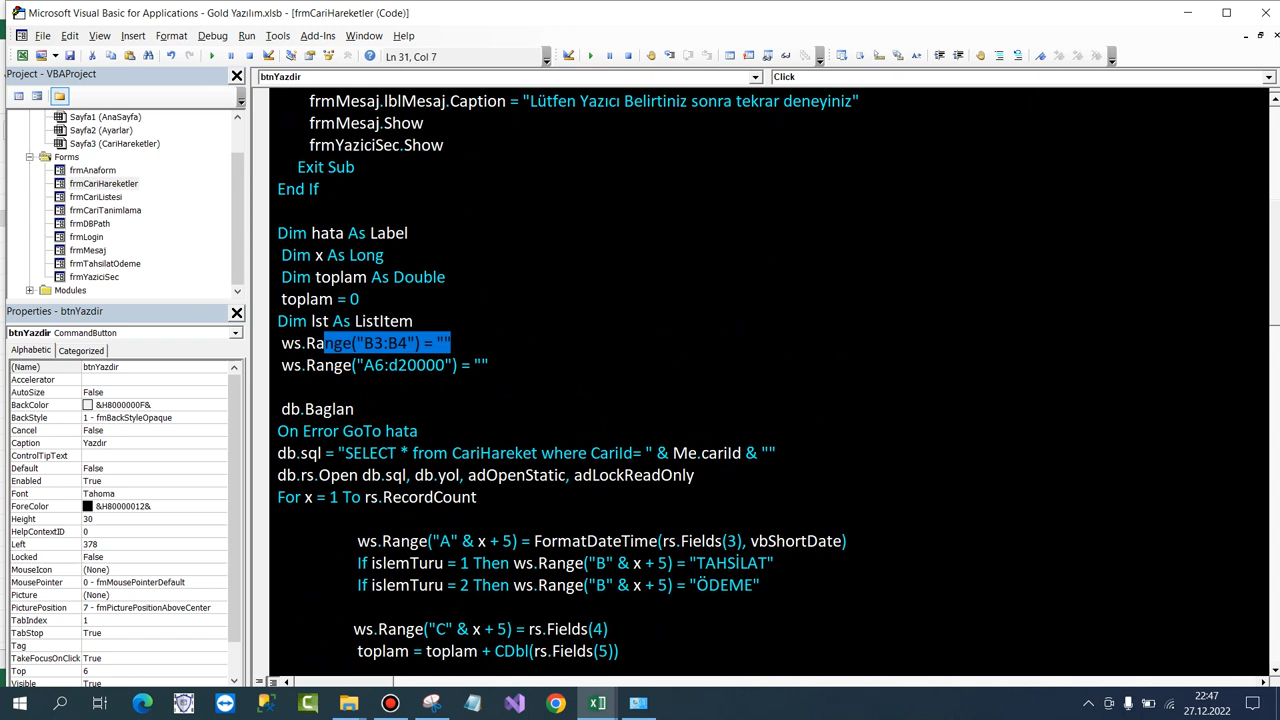 Microsoft Visual Basic for Applications - Gold Yazılım.xlsb - [frmCariHareketler (Code)]
File Edit View Insert Format Debug Run Tools Add-Ins Window Help
Ln 31, Col 7
Project - VBAProject
btnYazdir
Click
Sayfa1 (AnaSayfa)
Sayfa2 (Ayarlar)
Sayfa3 (CariHareketler)
Forms
frmAnaform
frmCariHareketler
frmCariListesi
frmCariTanimlama
frmDBPath
frmLogin
frmMesaj
frmTahsilatOdeme
frmYaziciSec
Modules
Properties - btnYazdir
btnYazdir CommandButton
Alphabetic Categorized
(Name) btnYazdir
Accelerator
AutoSize False
BackColor &H8000000F&
BackStyle 1 - fmBackStyleOpaque
Cancel False
Caption Yazdır
ControlTipText
Default False
Enabled True
Font Tahoma
ForeColor &H80000012&
Height 30
HelpContextID 0
Left 378
Locked False
MouseIcon (None)
MousePointer 0 - fmMousePointerDefault
Picture (None)
PicturePosition 7 - fmPicturePositionAboveCenter
TabIndex 1
TabStop True
Tag
TakeFocusOnClick True
Top 6
Visible True
frmMesaj.lblMesaj.Caption = "Lütfen Yazıcı Belirtiniz sonra tekrar deneyiniz"
frmMesaj.Show
frmYaziciSec.Show
Exit Sub
End If
Dim hata As Label
Dim x As Long
Dim toplam As Double
toplam = 0
Dim lst As ListItem
ws.Range("B3:B4") = ""
ws.Range("A6:d20000") = ""
db.Baglan
On Error GoTo hata
db.sql = "SELECT * from CariHareket where CariId= " & Me.cariId & ""
db.rs.Open db.sql, db.yol, adOpenStatic, adLockReadOnly
For x = 1 To rs.RecordCount
ws.Range("A" & x + 5) = FormatDateTime(rs.Fields(3), vbShortDate)
If islemTuru = 1 Then ws.Range("B" & x + 5) = "TAHSİLAT"
If islemTuru = 2 Then ws.Range("B" & x + 5) = "ÖDEME"
ws.Range("C" & x + 5) = rs.Fields(4)
toplam = toplam + CDbl(rs.Fields(5))
22:47
27.12.2022